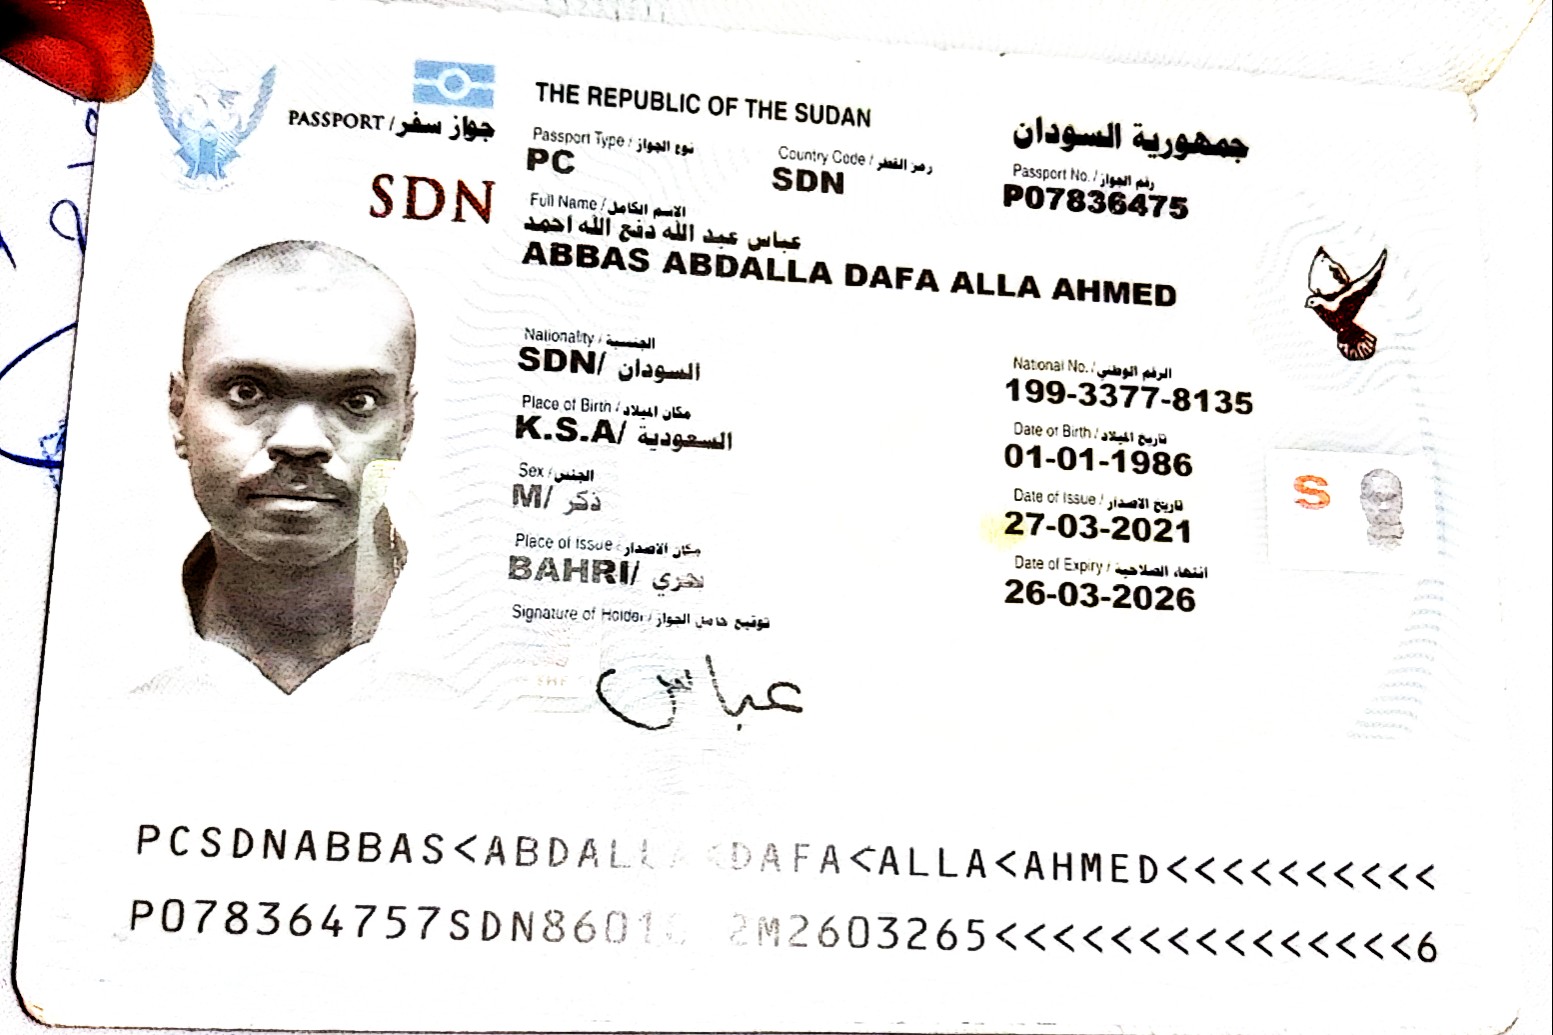 THE REPUBLIC OF THE SUDAN
جمهورية السودان
PASSPORT / جواز سفر
SDN
Passport Type / نوع الجواز
PC
Country Code / رمز القطر
SDN
Passport No. / رقم الجواز
P07836475
Full Name / الاسم الكامل
عباس عبد الله دفع الله احمد
ABBAS ABDALLA DAFA ALLA AHMED
Nationality / الجنسية
SDN/ السودان
National No. / الرقم الوطني
199-3377-8135
Place of Birth / مكان الميلاد
K.S.A/ السعودية
Date of Birth / تاريخ الميلاد
01-01-1986
Sex / الجنس
M/ ذكر
Date of Issue / تاريخ الاصدار
27-03-2021
Place of Issue / مكان الاصدار
BAHRI/ بحري
Date of Expiry / انتهاء الصلاحية
26-03-2026
Signature of Holder / توقيع حامل الجواز
عباس
S
PCSDNABBAS<ABDALLA<DAFA<ALLA<AHMED<<<<<<<<<<
P078364757SDN8601 2M2603265<<<<<<<<<<<<<<<6